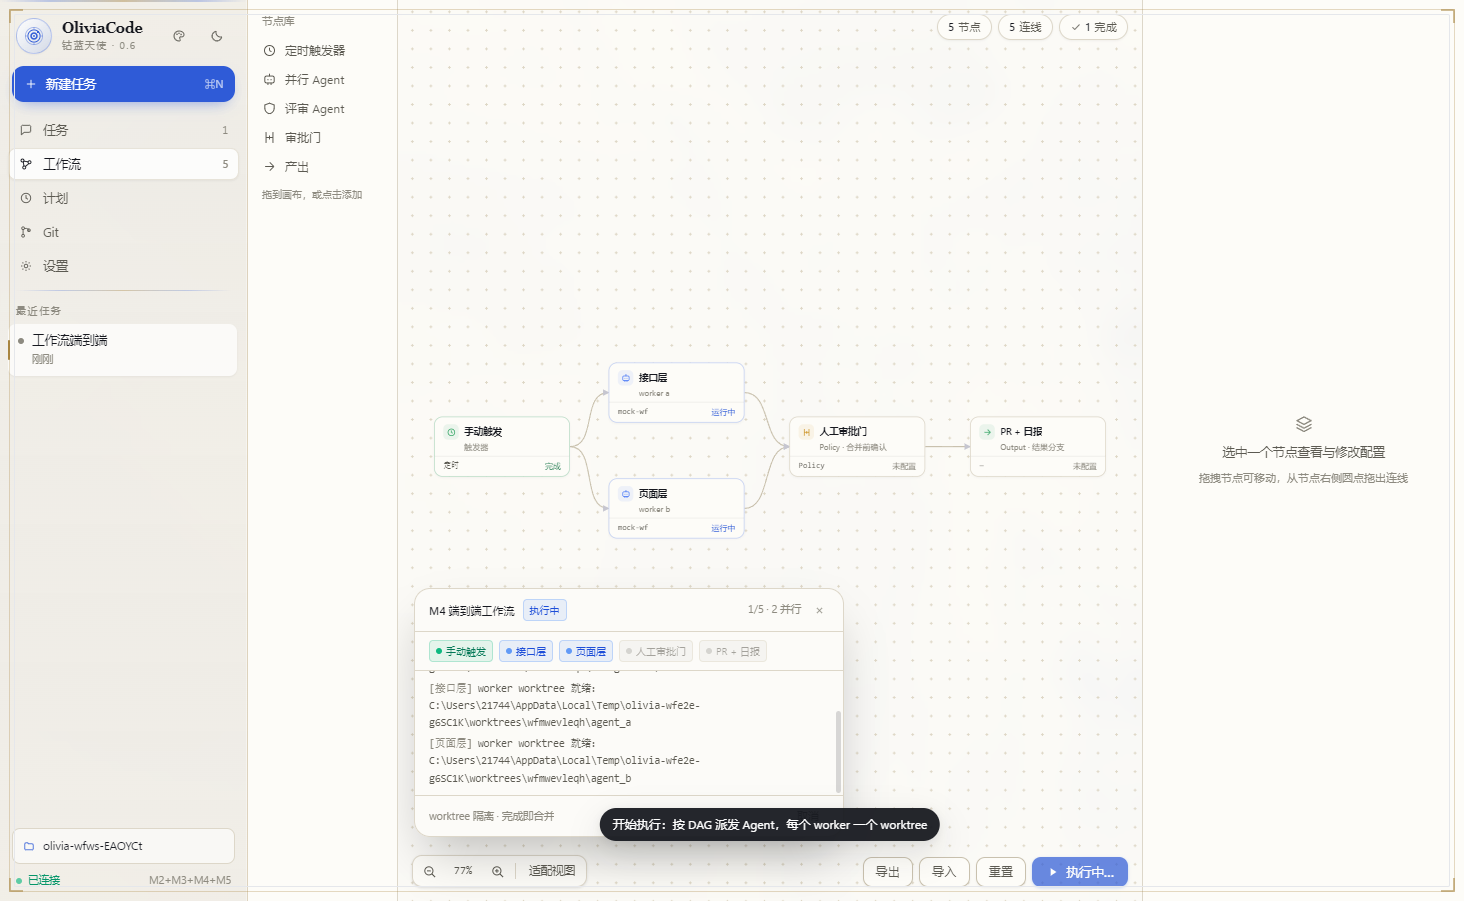 OliviaCode
钴蓝天使 · 0.6
新建任务 ⌘N
任务 1
工作流 5
计划
Git
设置
最近任务
工作流端到端
刚刚
olivia-wfws-EAOYCt
已连接 M2+M3+M4+M5
节点库
定时触发器
并行 Agent
评审 Agent
审批门
产出
拖到画布，或点击添加
5 节点
5 连线
1 完成
手动触发
触发器
定时 完成
接口层
worker a
mock-wf 运行中
页面层
worker b
mock-wf 运行中
人工审批门
Policy · 合并前确认
Policy 未配置
PR + 日报
Output · 结果分支
— 未配置
M4 端到端工作流 执行中 1/5 · 2 并行 ×
手动触发 接口层 页面层 人工审批门 PR + 日报
[接口层] worker worktree 就绪:
C:\Users\21744\AppData\Local\Temp\olivia-wfe2e-
g6SC1K\worktrees\wfmwevleqh\agent_a
[页面层] worker worktree 就绪:
C:\Users\21744\AppData\Local\Temp\olivia-wfe2e-
g6SC1K\worktrees\wfmwevleqh\agent_b
worktree 隔离 · 完成即合并
开始执行：按 DAG 派发 Agent，每个 worker 一个 worktree
77% 适配视图
导出
导入
重置
执行中...
选中一个节点查看与修改配置
拖拽节点可移动，从节点右侧圆点拖出连线